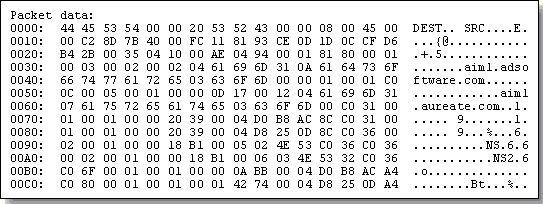 Packet data:
0000: 44 45 53 54 00 00 20 53 52 43 00 00 08 00 45 00 DEST.. SRC....E.
0010: 00 C2 8D 7B 40 00 FC 11 81 93 CE 0D 1D 0C CF D6 ...{@...........
0020: B4 2B 00 35 04 10 00 AE 04 94 00 01 81 80 00 01 .+.5............
0030: 00 03 00 02 00 02 04 61 69 6D 31 0A 61 64 73 6F .......aim1.adso
0040: 66 74 77 61 72 65 03 63 6F 6D 00 00 01 00 01 C0 ftware.com......
0050: 0C 00 05 00 01 00 00 0D 17 00 12 04 61 69 6D 31 ............aim1
0060: 07 61 75 72 65 61 74 65 03 63 6F 6D 00 C0 31 00 .aureate.com..1.
0070: 01 00 01 00 00 20 39 00 04 D0 B8 AC 8C C0 31 00 ..... 9.......1.
0080: 01 00 01 00 00 20 39 00 04 D8 25 0D 8C C0 36 00 ..... 9...%...6.
0090: 02 00 01 00 00 18 B1 00 05 02 4E 53 C0 36 C0 36 ..........NS.6.6
00A0: 00 02 00 01 00 00 18 B1 00 06 03 4E 53 32 C0 36 ...........NS2.6
00B0: C0 6F 00 01 00 01 00 00 0A BB 00 04 D0 B8 AC A4 .o..............
00C0: C0 80 00 01 00 01 00 01 42 74 00 04 D8 25 0D A4 ........Bt...%..